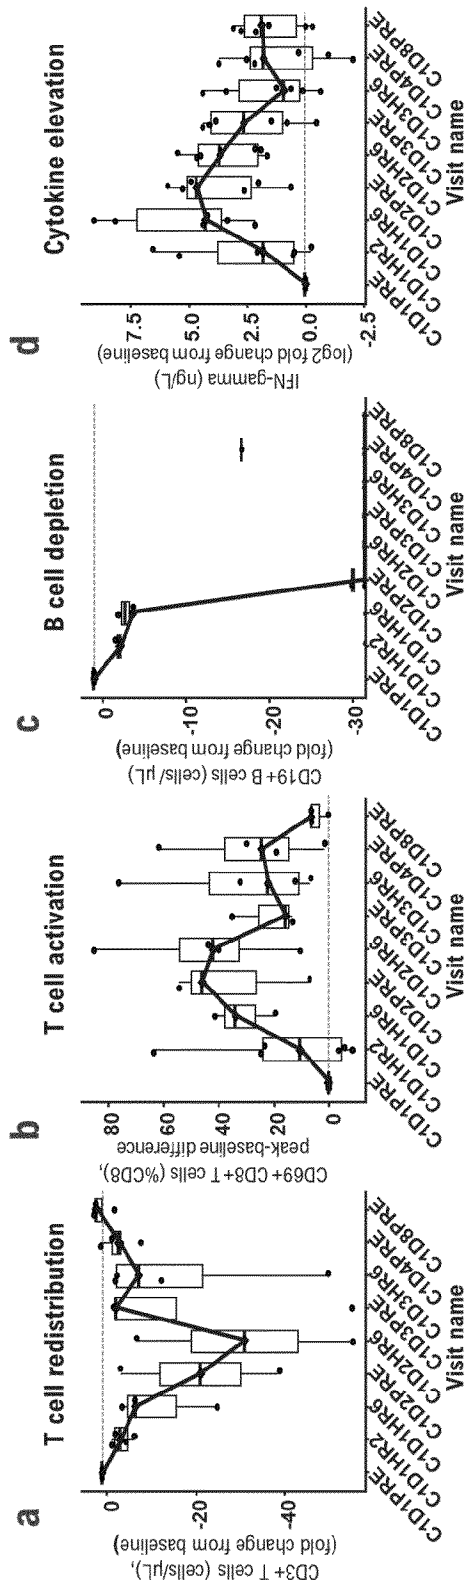 a
T cell redistribution
CD3+ T cells (cells/µL),
(fold change from baseline)
0
-20
-40
C1D1PRE
C1D1HR2
C1D1HR6
C1D2PRE
C1D2HR6
C1D3PRE
C1D3HR6
C1D4PRE
C1D8PRE
Visit name
b
T cell activation
CD69+ CD8+ T cells (%CD8),
peak-baseline difference
80
60
40
20
0
C1D1PRE
C1D1HR2
C1D1HR6
C1D2PRE
C1D2HR6
C1D3PRE
C1D3HR6
C1D4PRE
C1D8PRE
Visit name
c
B cell depletion
CD19+ B cells (cells/µL)
(fold change from baseline)
0
-10
-20
-30
C1D1PRE
C1D1HR2
C1D1HR6
C1D2PRE
C1D2HR6
C1D3PRE
C1D3HR6
C1D4PRE
C1D8PRE
Visit name
d
Cytokine elevation
IFN-gamma (ng/L)
(log2 fold change from baseline)
7.5
5.0
2.5
0.0
-2.5
C1D1PRE
C1D1HR2
C1D1HR6
C1D2PRE
C1D2HR6
C1D3PRE
C1D3HR6
C1D4PRE
C1D8PRE
Visit name